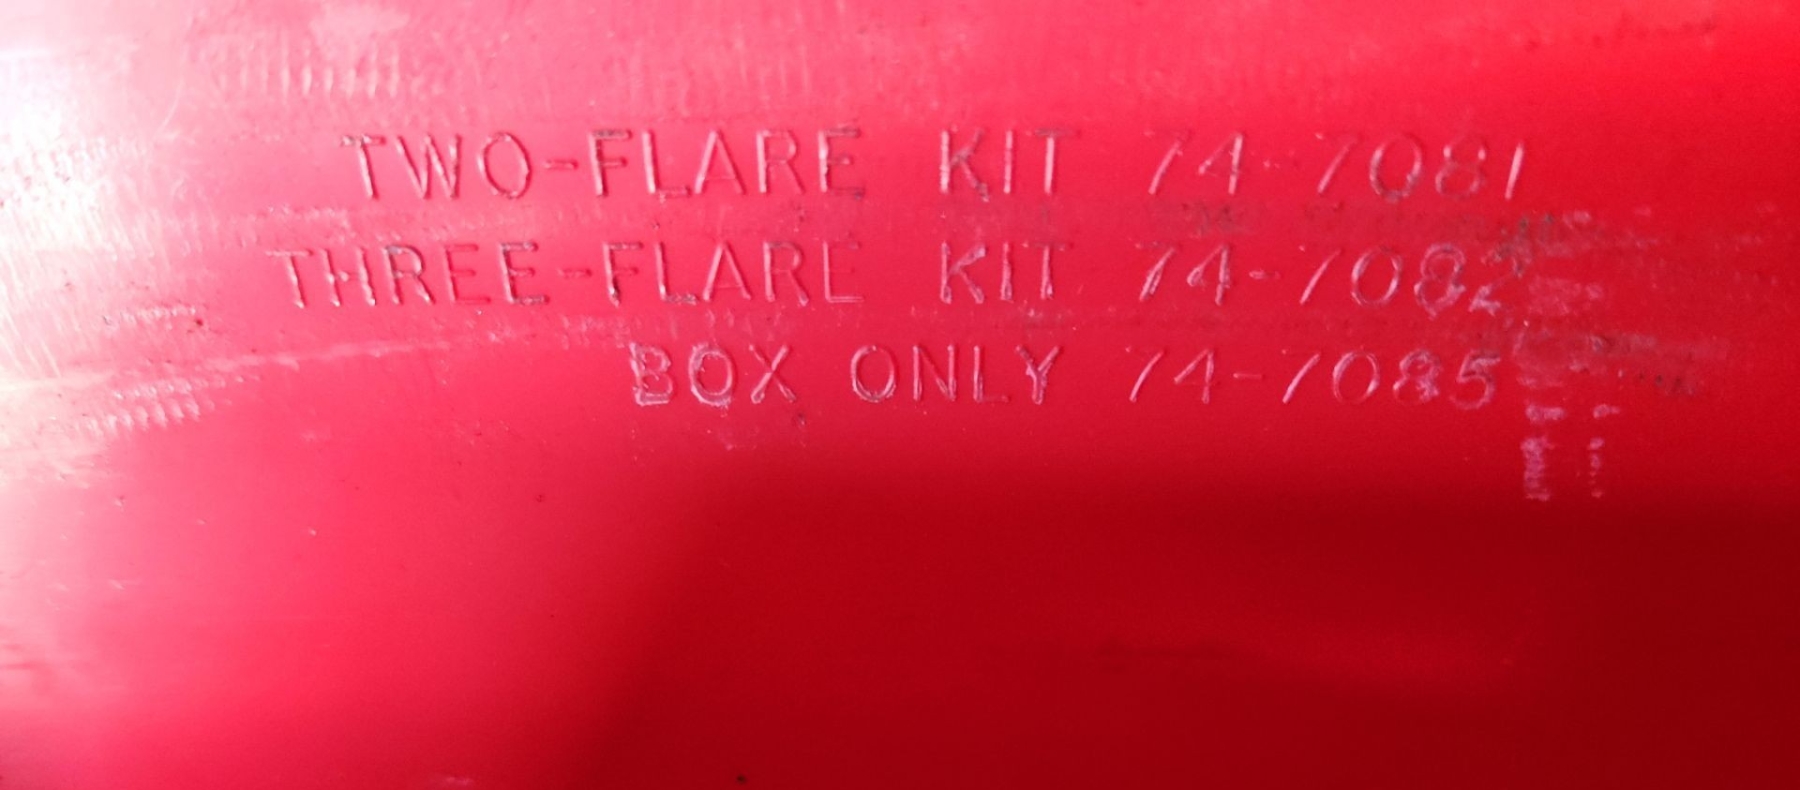 TWO-FLARE KIT 74-7081
THREE-FLARE KIT 74-7082
BOX ONLY 74-7085